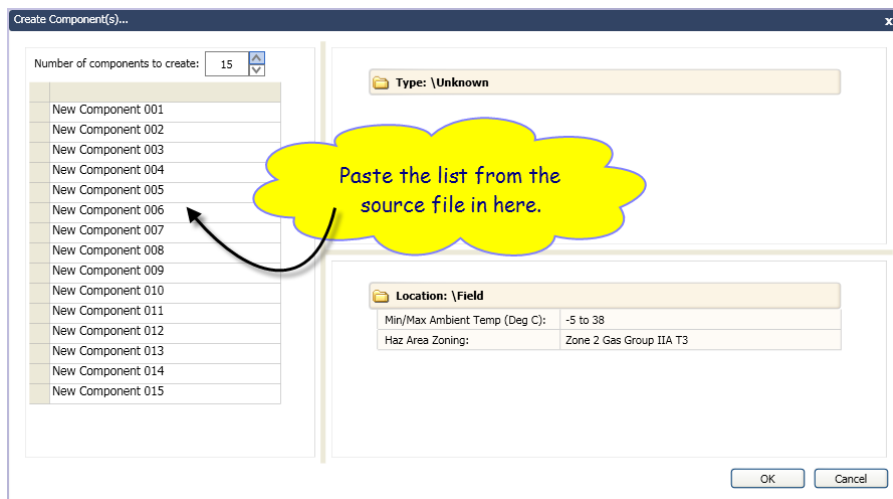 Create Component(s)...
x
Number of components to create: 15
New Component 001
New Component 002
New Component 003
New Component 004
New Component 005
New Component 006
New Component 007
New Component 008
New Component 009
New Component 010
New Component 011
New Component 012
New Component 013
New Component 014
New Component 015
Paste the list from the
source file in here.
Type: \Unknown
Location: \Field
Min/Max Ambient Temp (Deg C): -5 to 38
Haz Area Zoning: Zone 2 Gas Group IIA T3
OK Cancel